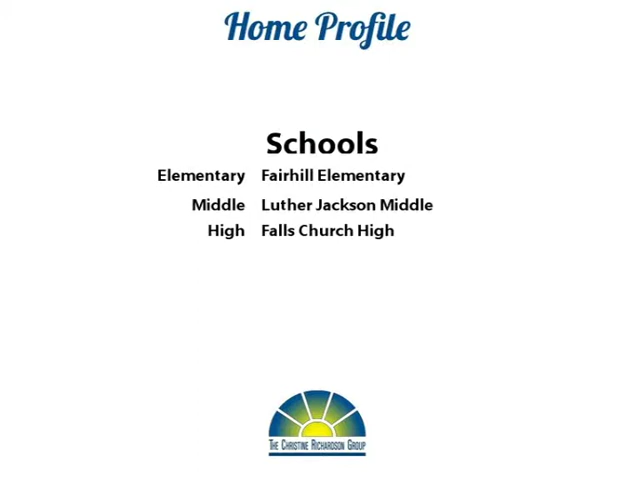 Home Profile
Schools
Elementary Fairhill Elementary
Middle Luther Jackson Middle
High Falls Church High
The Christine Richardson Group